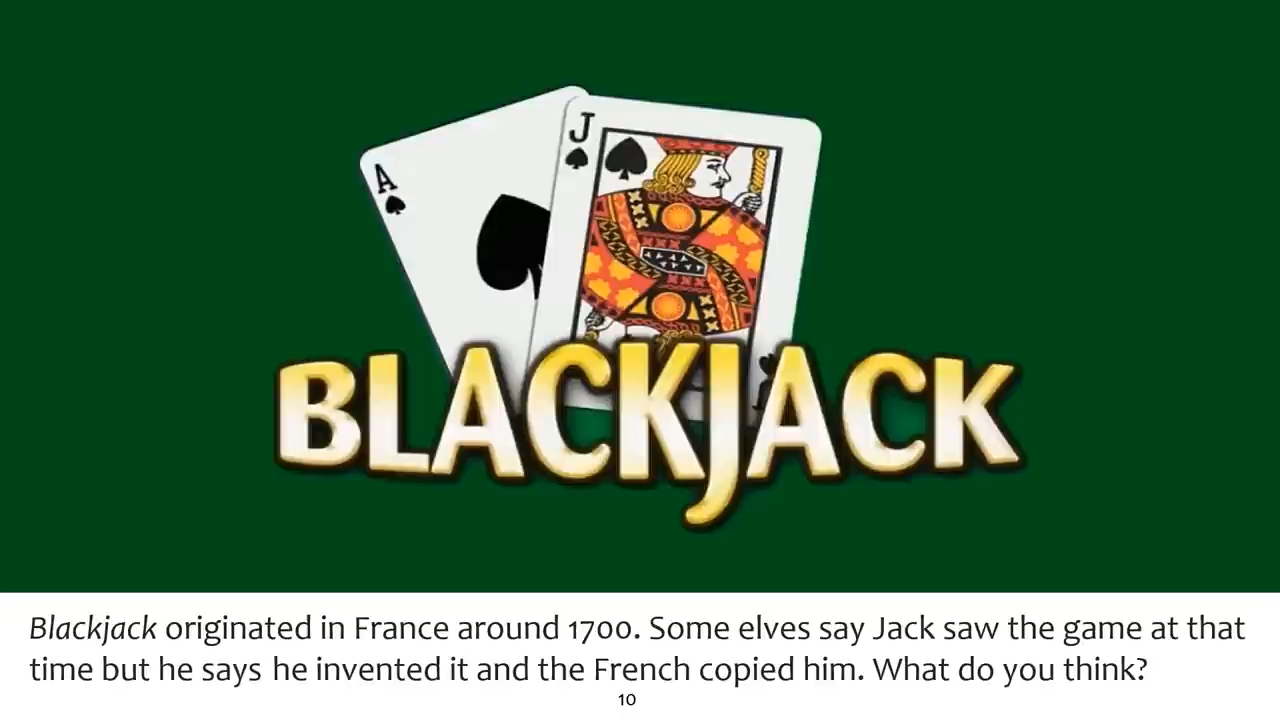 A
J
BLACKJACK
Blackjack originated in France around 1700. Some elves say Jack saw the game at that
time but he says he invented it and the French copied him. What do you think?
10